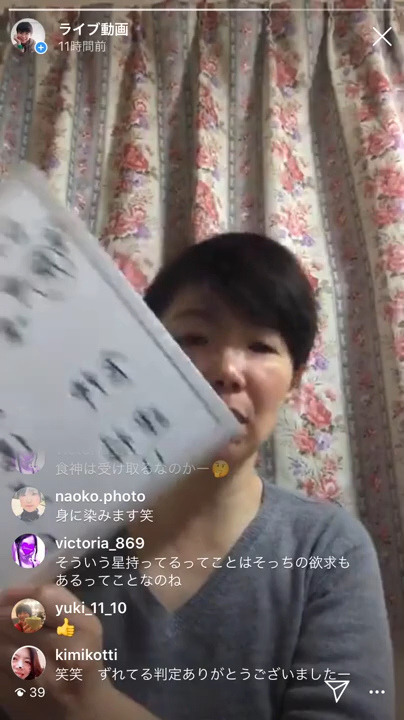 ライブ動画
11時間前
食神は受け取るなのかー🤔
naoko.photo
身に染みます笑
victoria_869
そういう星持ってるってことはそっちの欲求も
あるってことなのね
yuki_11_10
👍
kimikotti
笑笑　ずれてる判定ありがとうございましたー
39